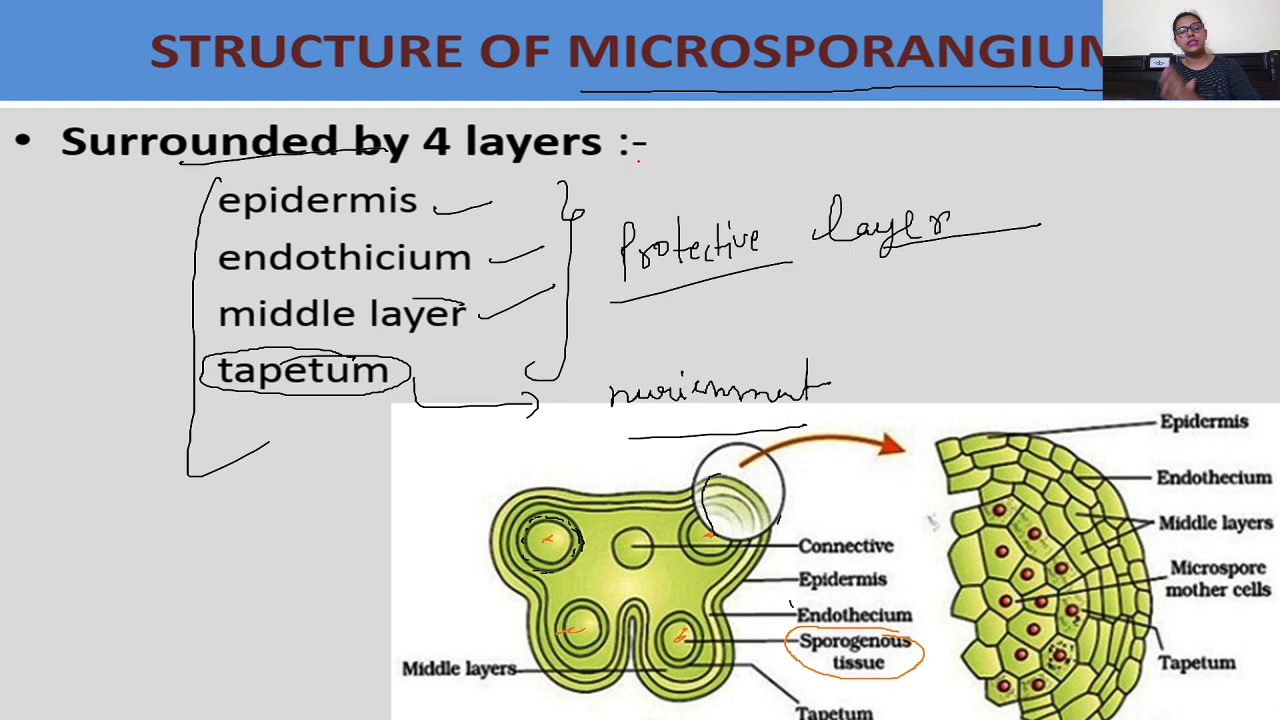 STRUCTURE OF MICROSPORANGIUM
• Surrounded by 4 layers :-
epidermis
endothicium
middle layer
tapetum
Protective layer
Connective
Epidermis
Endothecium
Sporogenous
tissue
Middle layers
Tapetum
Epidermis
Endothecium
Middle layers
Microspore
mother cells
Tapetum